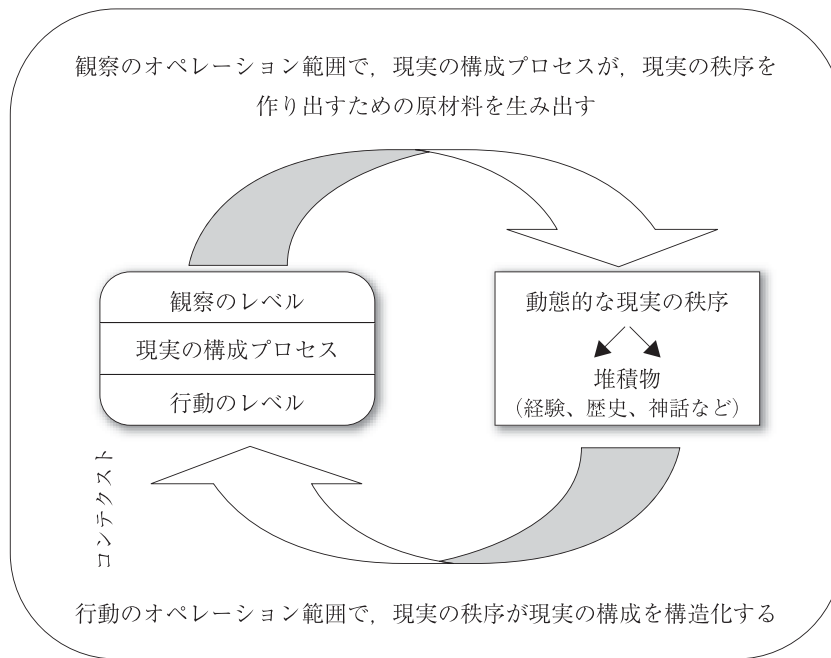 観察のオペレーション範囲で，現実の構成プロセスが，現実の秩序を
作り出すための原材料を生み出す
観察のレベル
現実の構成プロセス
行動のレベル
動態的な現実の秩序
堆積物
（経験、歴史、神話など）
コンテクスト
行動のオペレーション範囲で，現実の秩序が現実の構成を構造化する